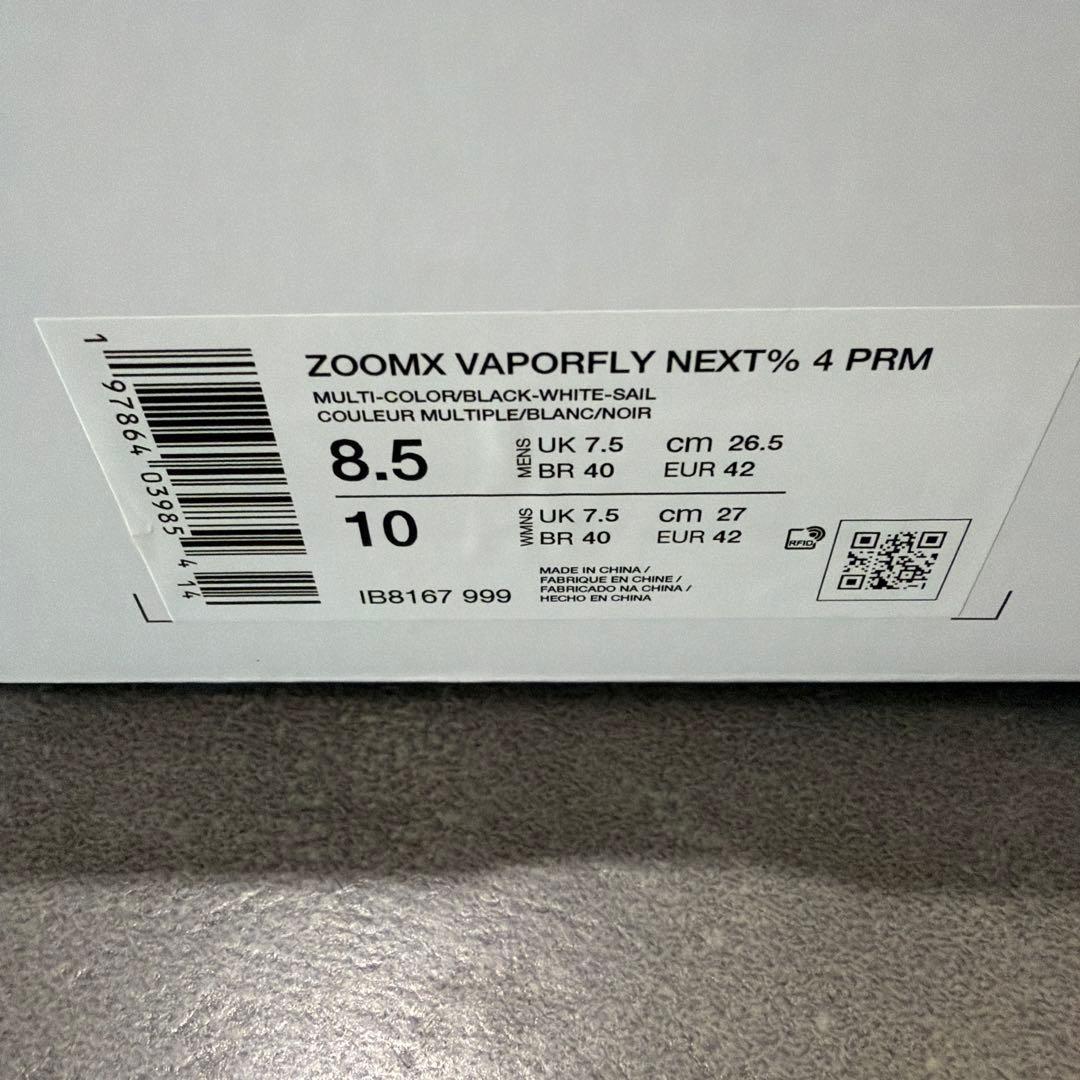 ZOOMX VAPORFLY NEXT% 4 PRM
MULTI-COLOR/BLACK-WHITE-SAIL
COULEUR MULTIPLE/BLANC/NOIR
8.5 MENS UK 7.5 cm 26.5
BR 40 EUR 42
10 WMNS UK 7.5 cm 27
BR 40 EUR 42
RFID
MADE IN CHINA /
FABRIQUE EN CHINE /
FABRICADO NA CHINA /
HECHO EN CHINA
IB8167 999
1 97864 03985 4 14